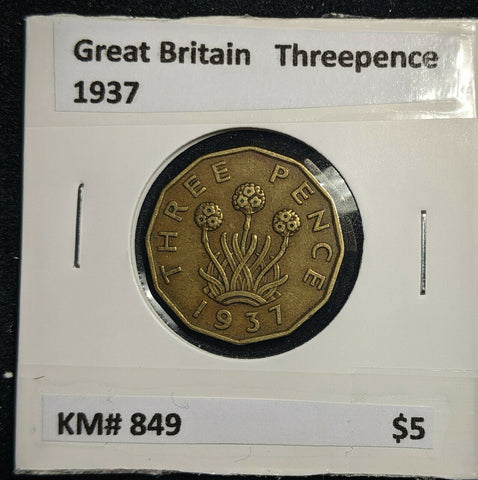 Great Britain Threepence
1937
THREE PENCE
1937
KM# 849 $5